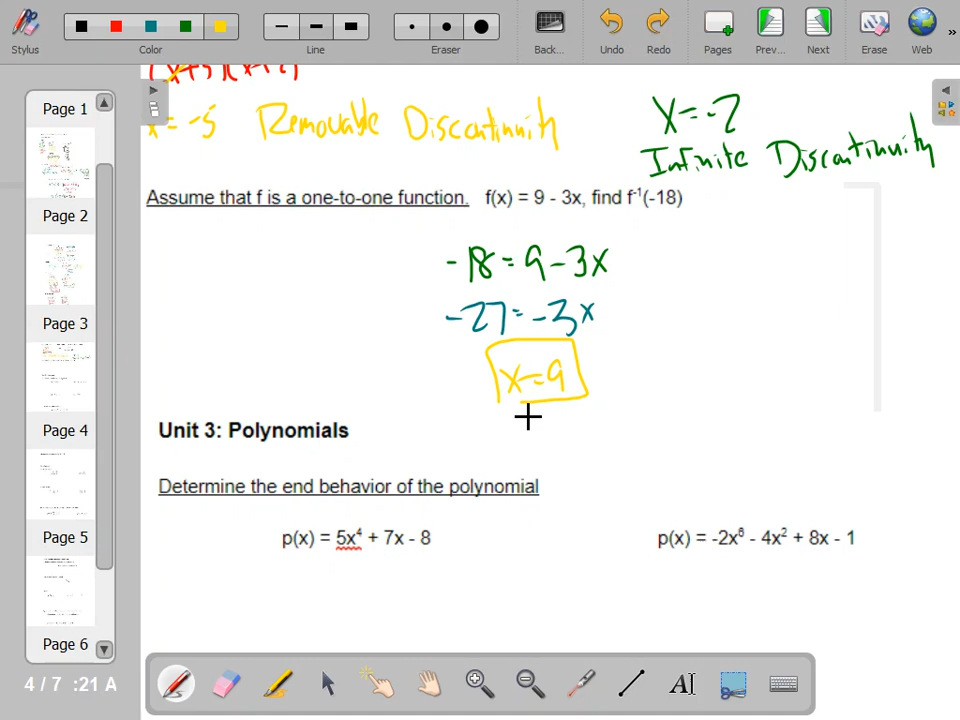 Stylus
Color
Line
Eraser
Back...
Undo
Redo
Pages
Prev...
Next
Erase
Web
»
Page 1
Page 2
Page 3
Page 4
Page 5
Page 6
4 / 7 :21 A
x = -5 Removable Discontinuity
x = -2
Infinite Discontinuity
Assume that f is a one-to-one function. f(x) = 9 - 3x, find f⁻¹(-18)
-18 = 9 - 3x
-27 = -3x
x = 9
Unit 3: Polynomials
Determine the end behavior of the polynomial
p(x) = 5x⁴ + 7x - 8
p(x) = -2x⁶ - 4x² + 8x - 1
A